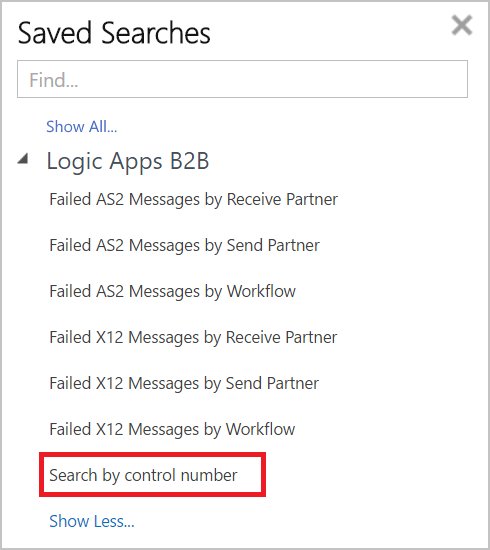 Saved Searches
Find...
Show All...
Logic Apps B2B
Failed AS2 Messages by Receive Partner
Failed AS2 Messages by Send Partner
Failed AS2 Messages by Workflow
Failed X12 Messages by Receive Partner
Failed X12 Messages by Send Partner
Failed X12 Messages by Workflow
Search by control number
Show Less...